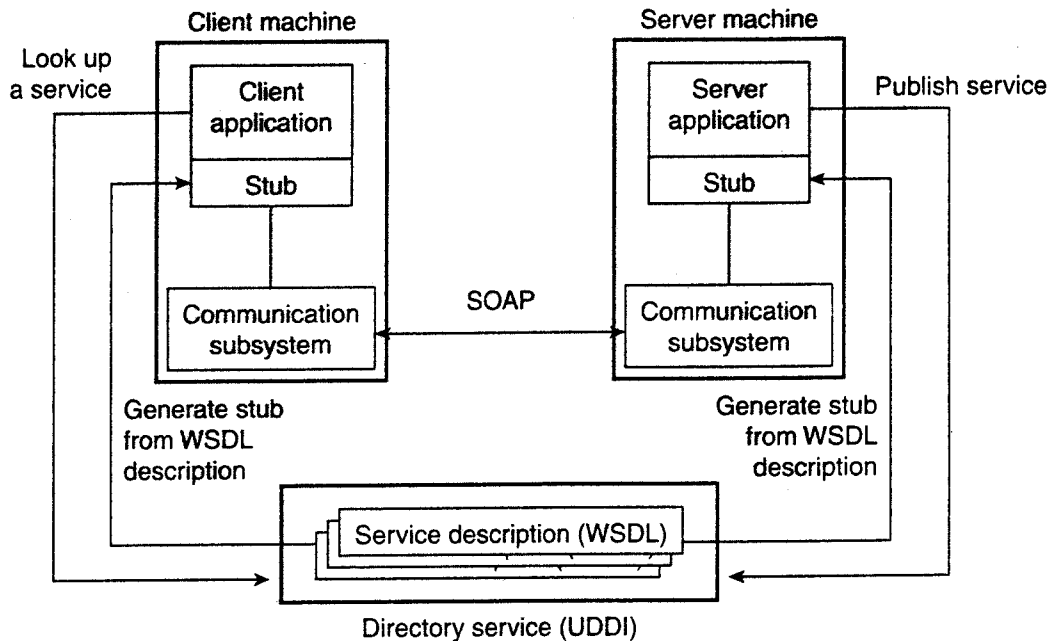 Client machine
Server machine
Look up
a service
Client
application
Stub
Communication
subsystem
SOAP
Server
application
Stub
Communication
subsystem
Publish service
Generate stub
from WSDL
description
Generate stub
from WSDL
description
Service description (WSDL)
Directory service (UDDI)